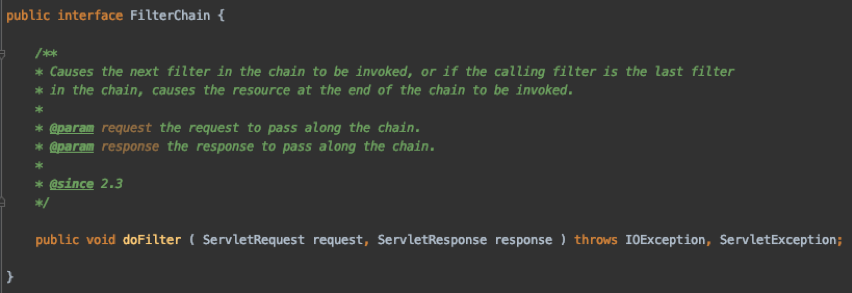 public interface FilterChain {
/**
* Causes the next filter in the chain to be invoked, or if the calling filter is the last filter
* in the chain, causes the resource at the end of the chain to be invoked.
*
* @param request the request to pass along the chain.
* @param response the response to pass along the chain.
*
* @since 2.3
*/
public void doFilter ( ServletRequest request, ServletResponse response ) throws IOException, ServletException;
}